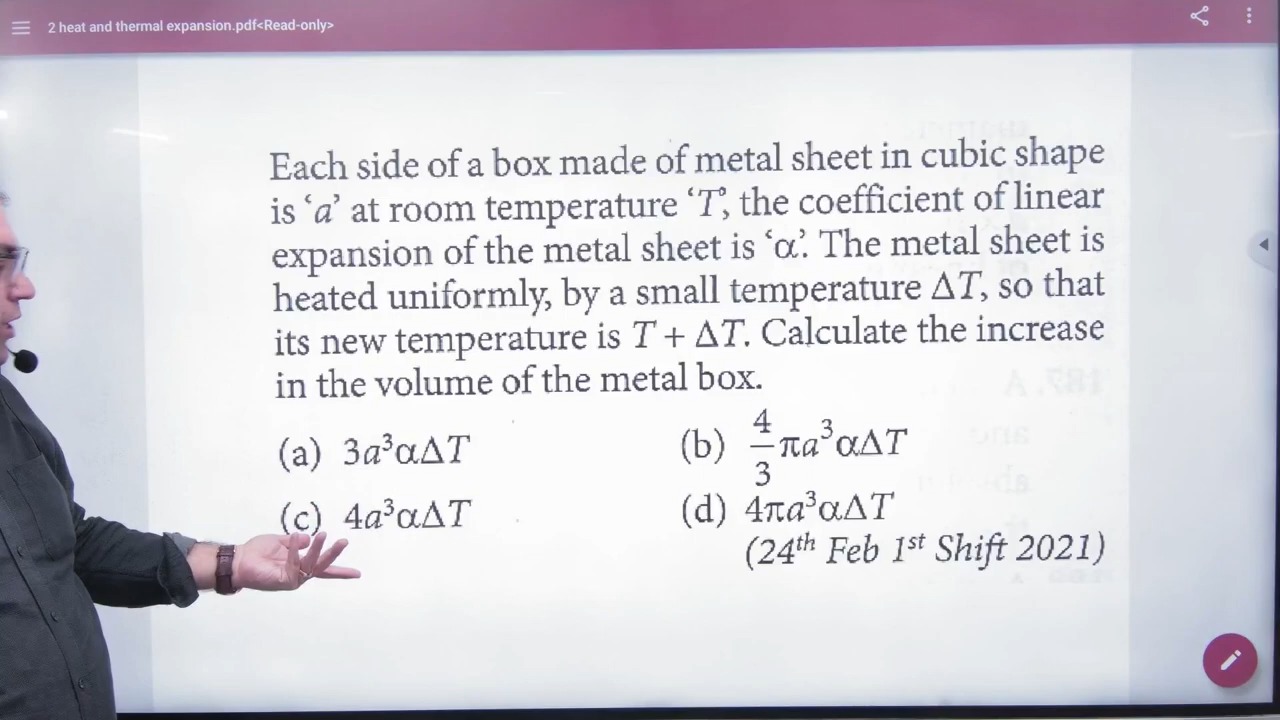 2 heat and thermal expansion.pdf<Read-only>
Each side of a box made of metal sheet in cubic shape
is ‘a’ at room temperature ‘T’, the coefficient of linear
expansion of the metal sheet is ‘α’. The metal sheet is
heated uniformly, by a small temperature ΔT, so that
its new temperature is T + ΔT. Calculate the increase
in the volume of the metal box.
(a) 3a³αΔT (b) 4/3 πa³αΔT
(c) 4a³αΔT (d) 4πa³αΔT
(24th Feb 1st Shift 2021)